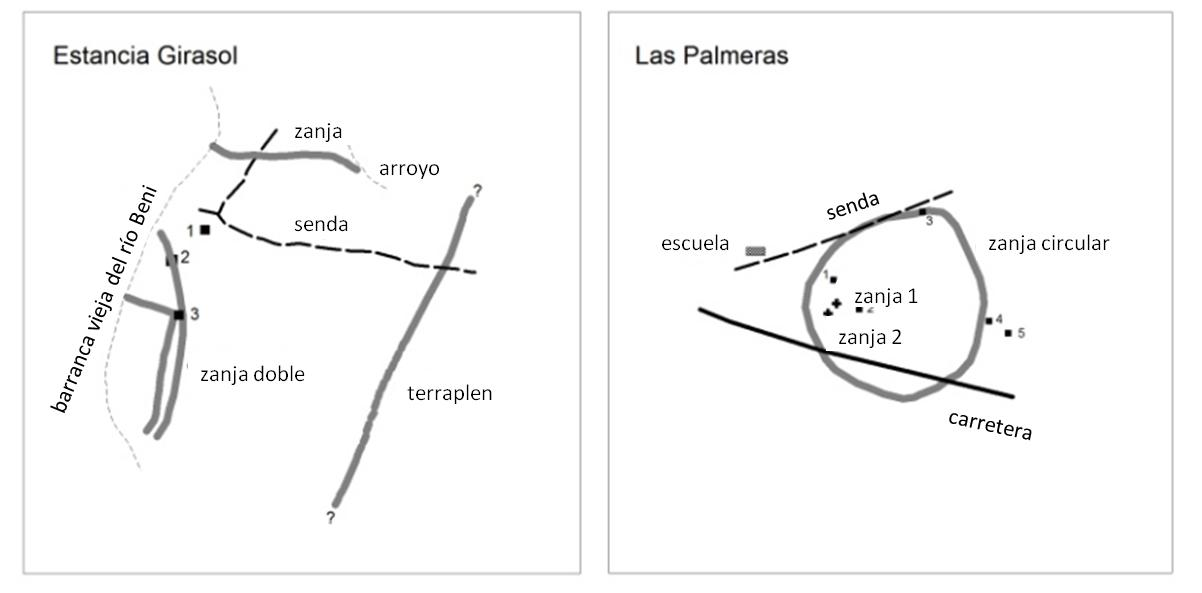 Estancia Girasol
zanja
arroyo
?
senda
1
2
3
barranca vieja del río Beni
zanja doble
terraplen
?
Las Palmeras
senda
3
escuela
zanja circular
1
zanja 1
2
4
5
zanja 2
carretera